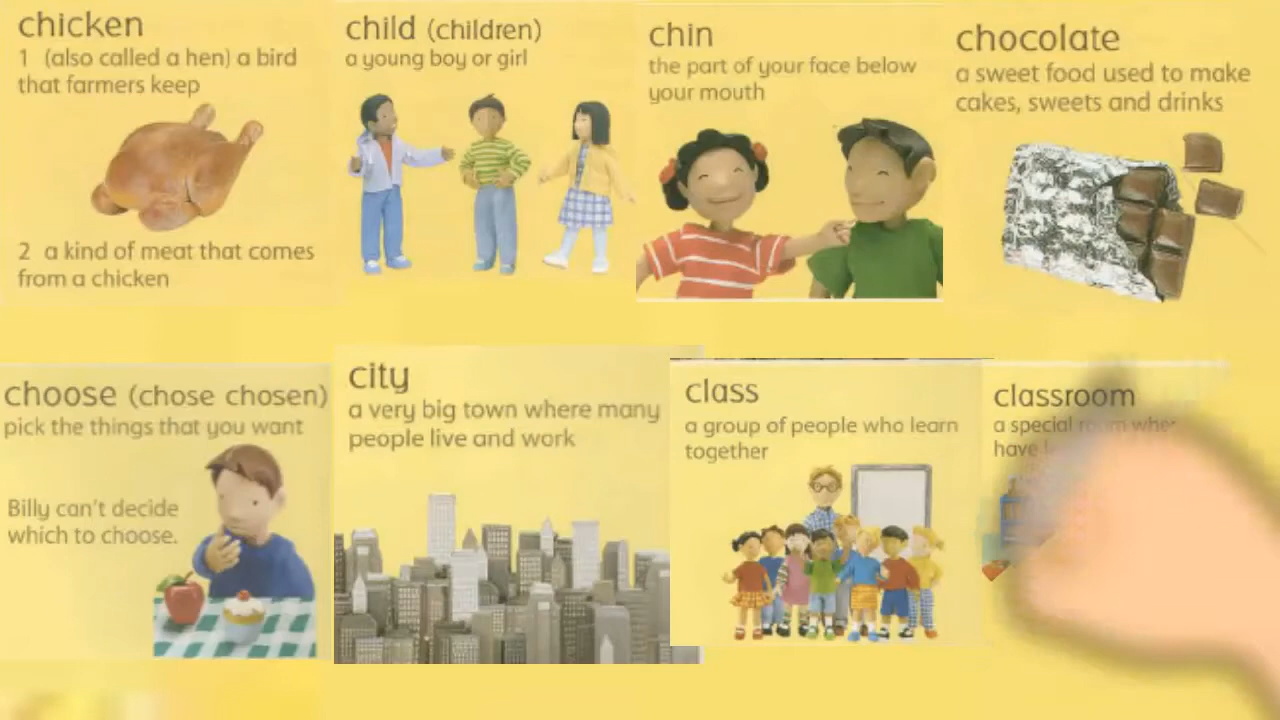 chicken
1 (also called a hen) a bird
that farmers keep
2 a kind of meat that comes
from a chicken
child (children)
a young boy or girl
chin
the part of your face below
your mouth
chocolate
a sweet food used to make
cakes, sweets and drinks
choose (chose chosen)
pick the things that you want
Billy can't decide
which to choose.
city
a very big town where many
people live and work
class
a group of people who learn
together
classroom
a special room
have